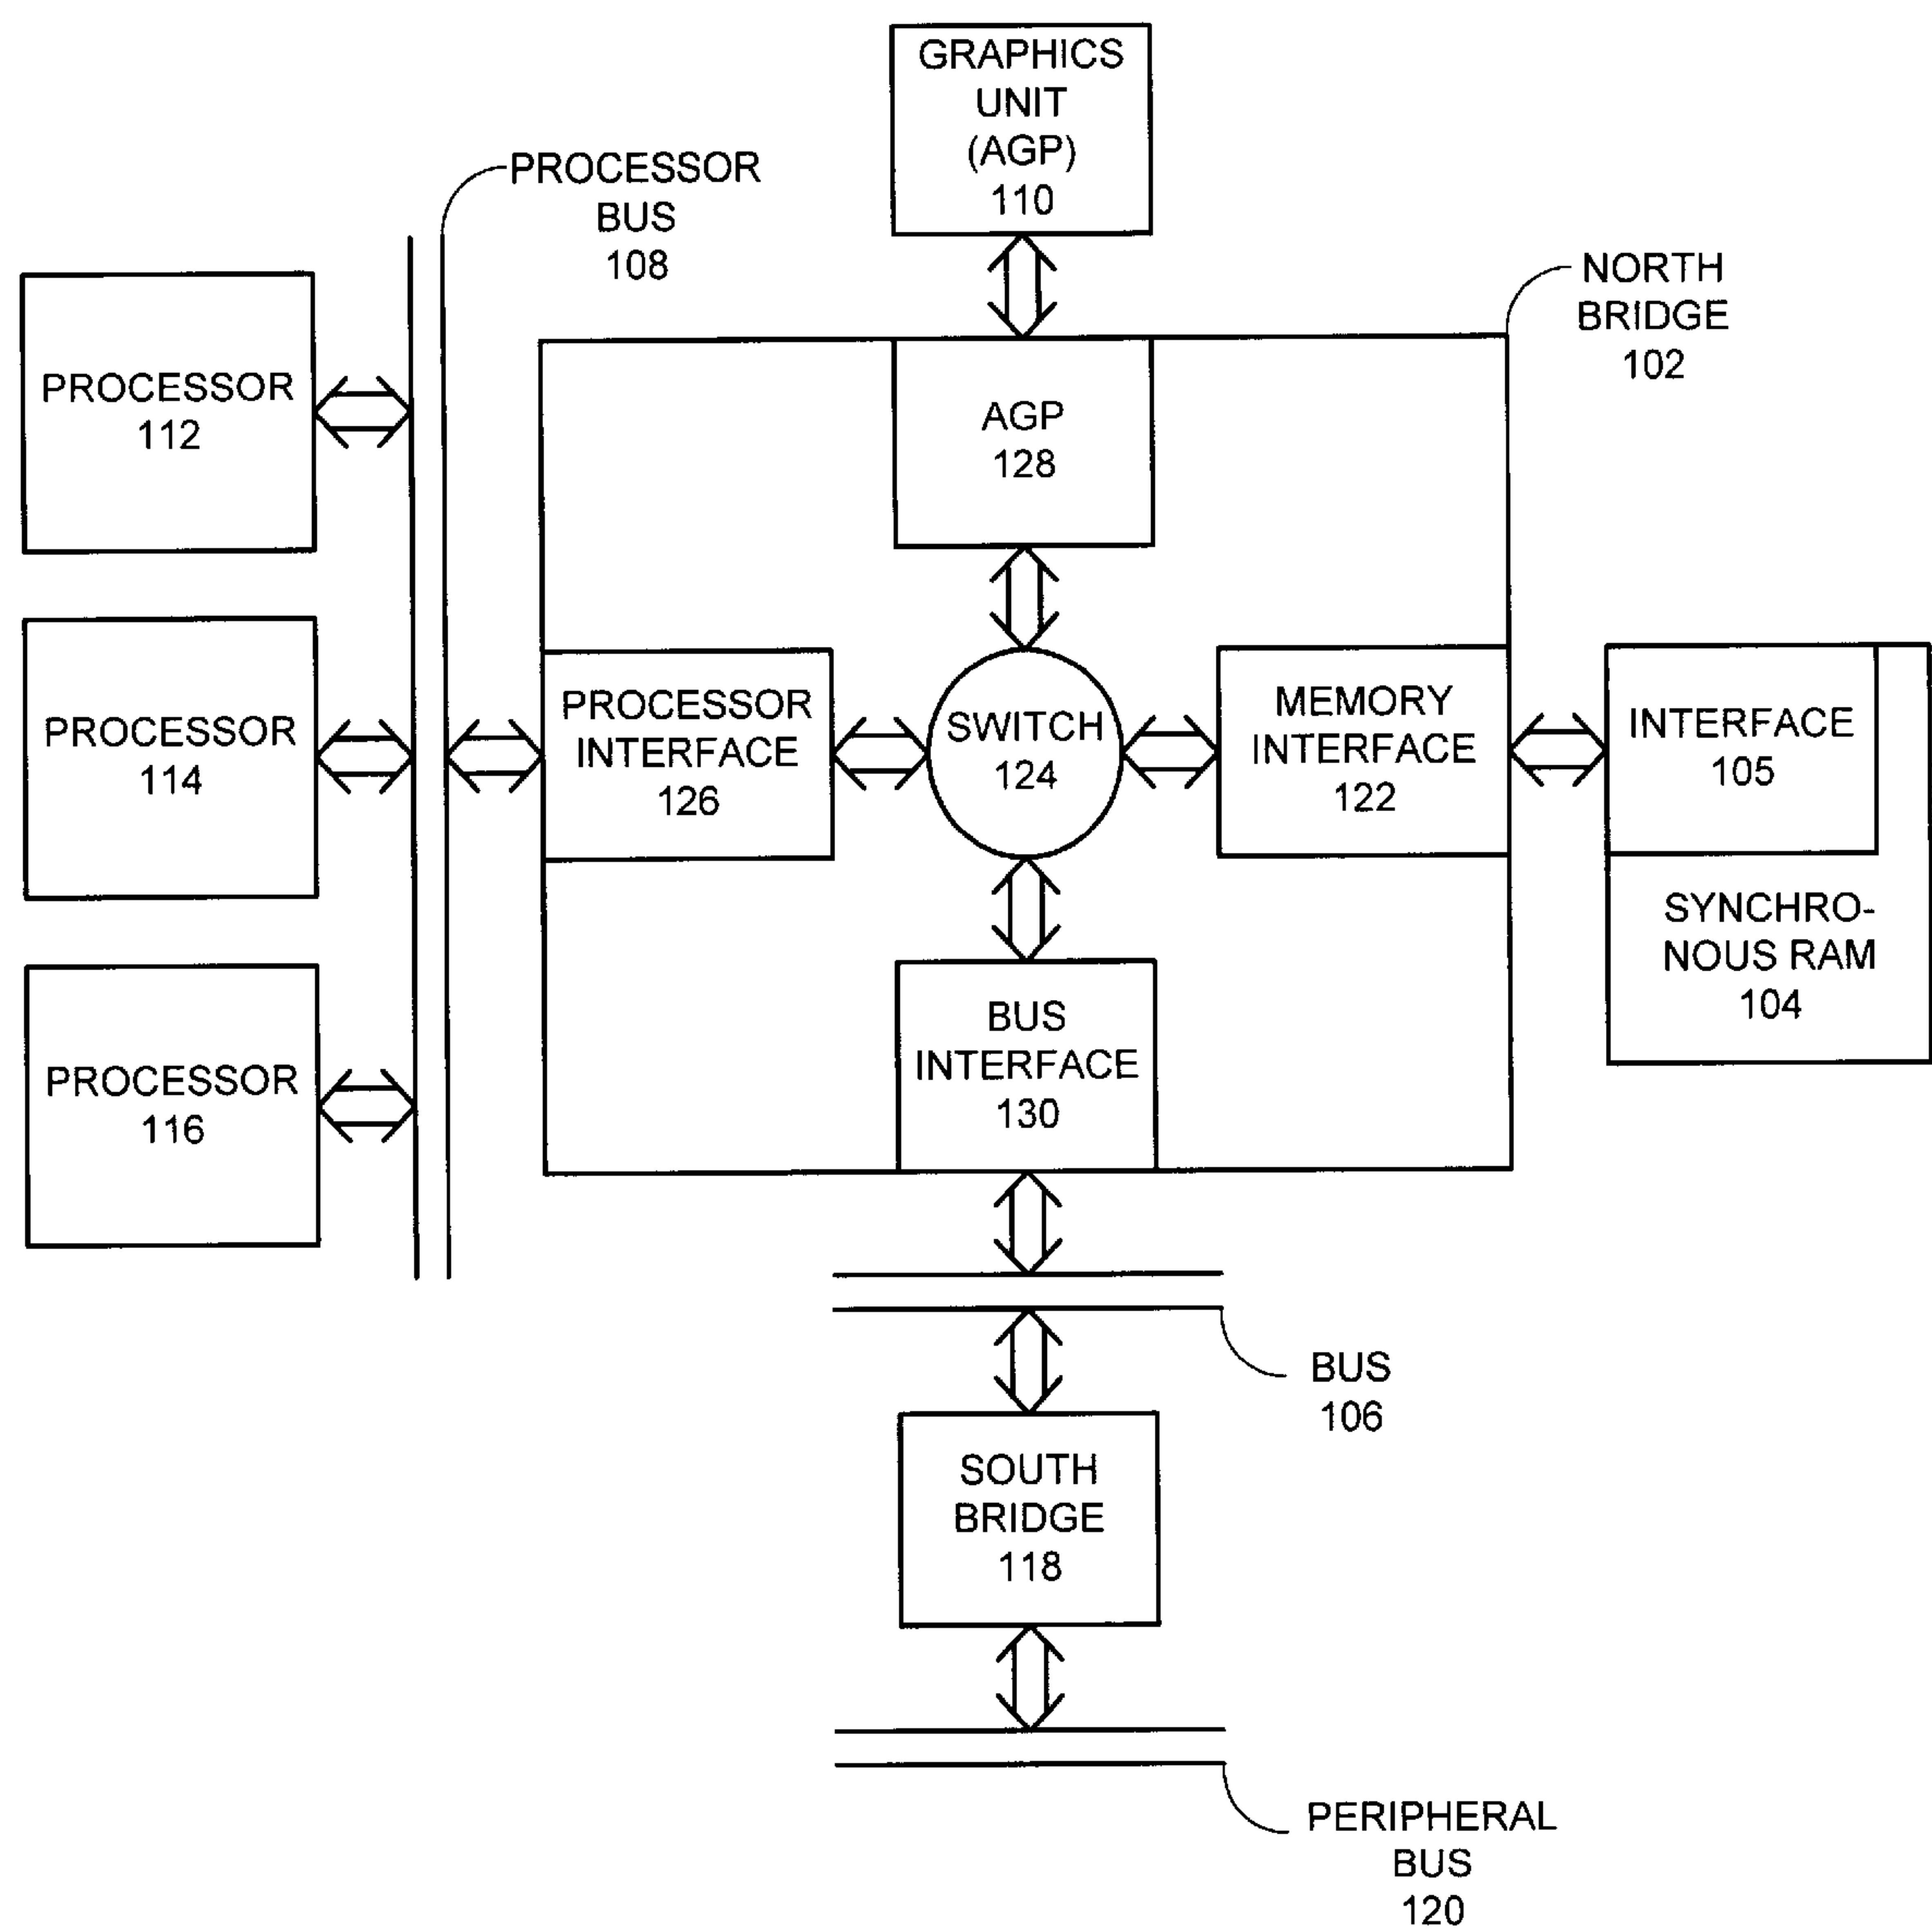 GRAPHICS
UNIT
(AGP)
110
PROCESSOR
BUS
108
NORTH
BRIDGE
102
PROCESSOR
112
AGP
128
PROCESSOR
114
PROCESSOR
INTERFACE
126
SWITCH
124
MEMORY
INTERFACE
122
INTERFACE
105
SYNCHRO-
NOUS RAM
104
PROCESSOR
116
BUS
INTERFACE
130
BUS
106
SOUTH
BRIDGE
118
PERIPHERAL
BUS
120